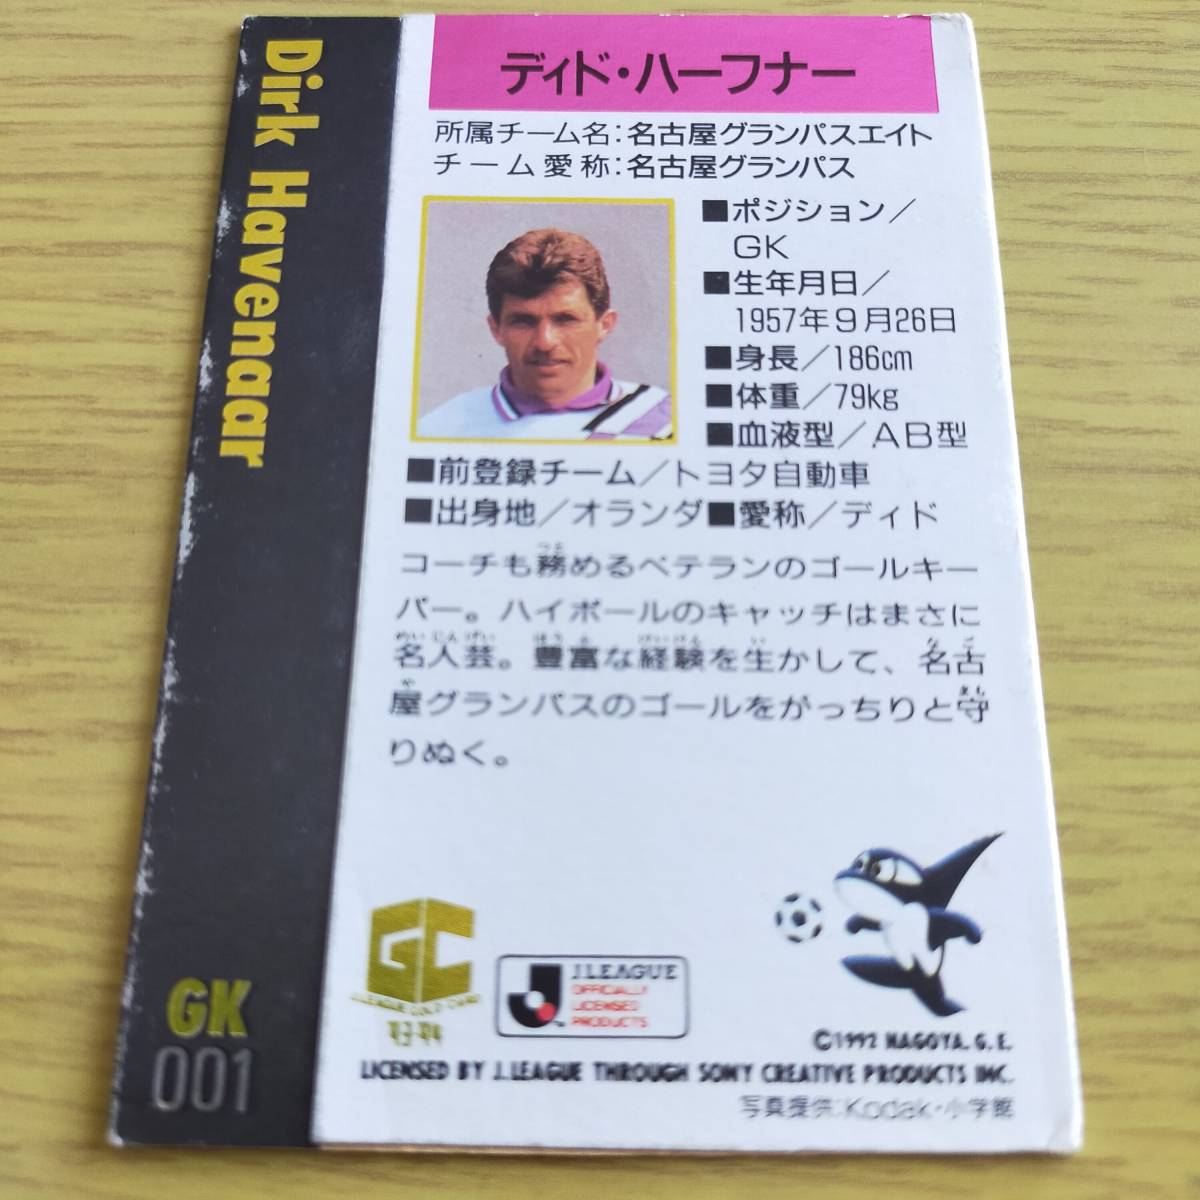 Dirk Havenaar
GK
001
ディド・ハーフナー
所属チーム名：名古屋グランパスエイト
チーム愛称：名古屋グランパス
■ポジション／
GK
■生年月日／
1957年9月26日
■身長／186cm
■体重／79kg
■血液型／AB型
■前登録チーム／トヨタ自動車
■出身地／オランダ■愛称／ディド
コーチも務めるベテランのゴールキー
パー。ハイボールのキャッチはまさに
名人芸。豊富な経験を生かして、名古
屋グランパスのゴールをがっちりと守
りぬく。
GC
J.LEAGUE GOLD CARD
'93-'94
J.LEAGUE
OFFICIALLY
LICENSED
PRODUCTS
©1992 NAGOYA. G. E.
LICENSED BY J.LEAGUE THROUGH SONY CREATIVE PRODUCTS INC.
写真提供：Kodak・小学館